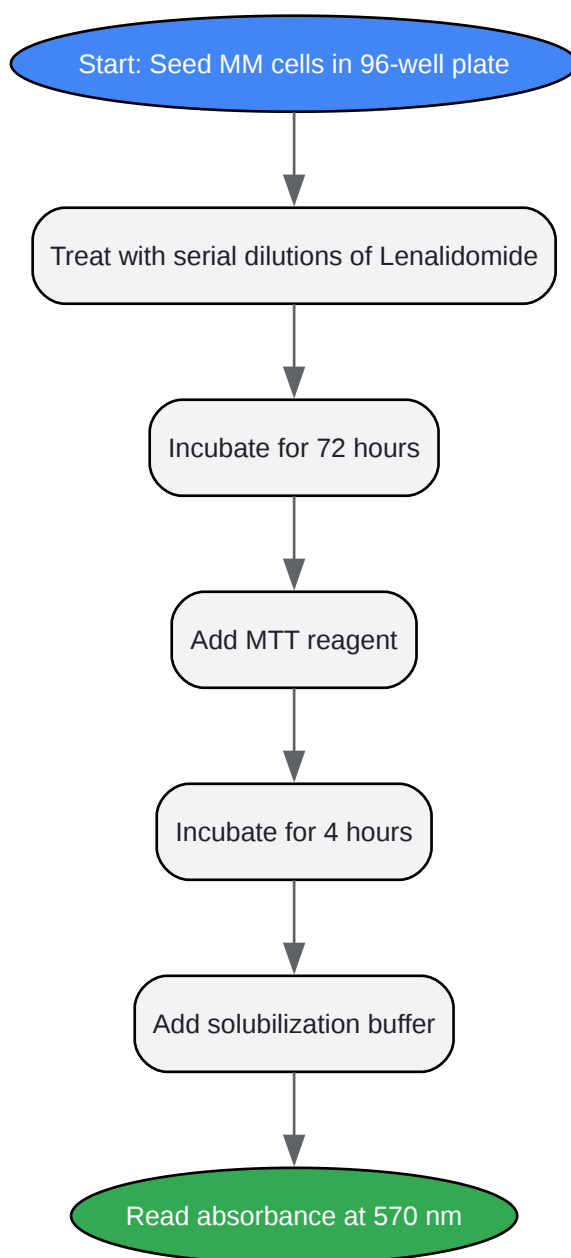 Start: Seed MM cells in 96-well plate
Treat with serial dilutions of Lenalidomide
Incubate for 72 hours
Add MTT reagent
Incubate for 4 hours
Add solubilization buffer
Read absorbance at 570 nm